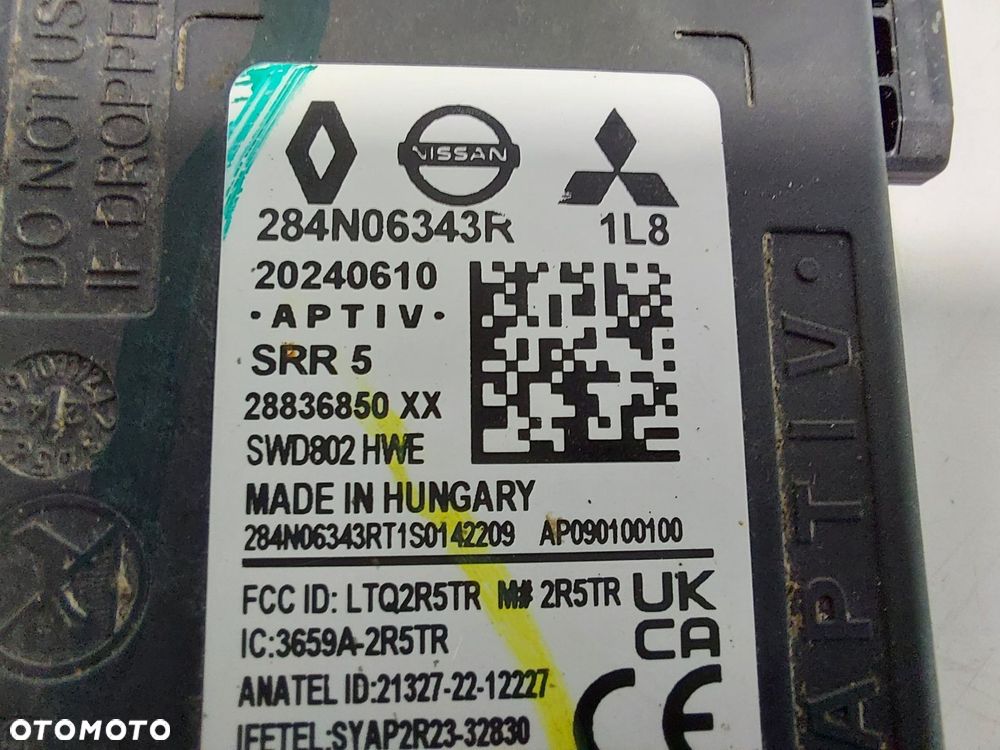 DO NOT US
IF DROPPE
NISSAN
284N06343R 1L8
20240610
·APTIV·
SRR 5
28836850 XX
SWD802 HWE
MADE IN HUNGARY
284N06343RT1S0142209 AP090100100
FCC ID: LTQ2R5TR M# 2R5TR
UK
CA
IC:3659A-2R5TR
ANATEL ID:21327-22-12227
CE
IFETEL:SYAP2R23-32830
APTIV·
OTOMOTO